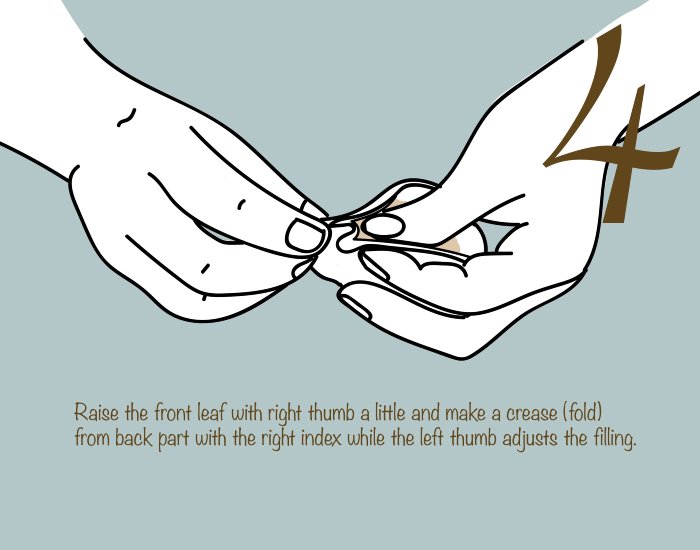 4
Raise the front leaf with right thumb a little and make a crease (fold)
from back part with the right index while the left thumb adjusts the filling.